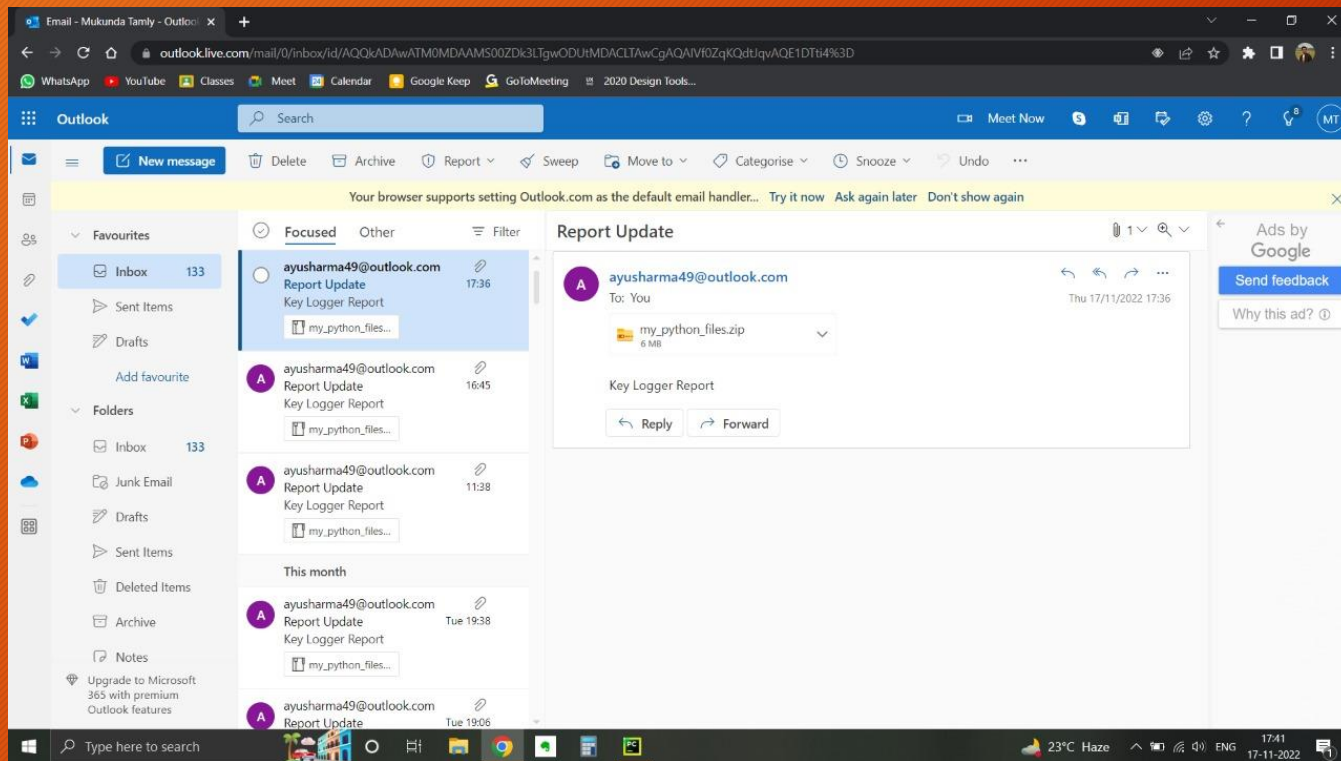 Email - Mukunda Tamly - Outloo
outlook.live.com/mail/0/inbox/id/
WhatsApp YouTube Classes Meet Calendar Google Keep GoToMeeting 2020 Design Tools...
Outlook Search Meet Now 8 MT
New message Delete Archive Report Sweep Move to Categorise Snooze Undo ...
Your browser supports setting Outlook.com as the default email handler... Try it now Ask again later Don't show again
Favourites
Inbox 133
Sent Items
Drafts
Add favourite
Folders
Inbox 133
Junk Email
Drafts
Sent Items
Deleted Items
Archive
Notes
Upgrade to Microsoft
365 with premium
Outlook features
Focused Other Filter
ayusharma49@outlook.com
Report Update 17:36
Key Logger Report
my_python_files...
A ayusharma49@outlook.com
Report Update 16:45
Key Logger Report
my_python_files...
A ayusharma49@outlook.com
Report Update 11:38
Key Logger Report
my_python_files...
This month
A ayusharma49@outlook.com
Report Update Tue 19:38
Key Logger Report
my_python_files...
A ayusharma49@outlook.com
Report Update Tue 19:06
Report Update 1
A ayusharma49@outlook.com
To: You Thu 17/11/2022 17:36
my_python_files.zip
6 MB
Key Logger Report
Reply Forward
Ads by
Google
Send feedback
Why this ad?
Type here to search 23°C Haze ENG 17:41
17-11-2022